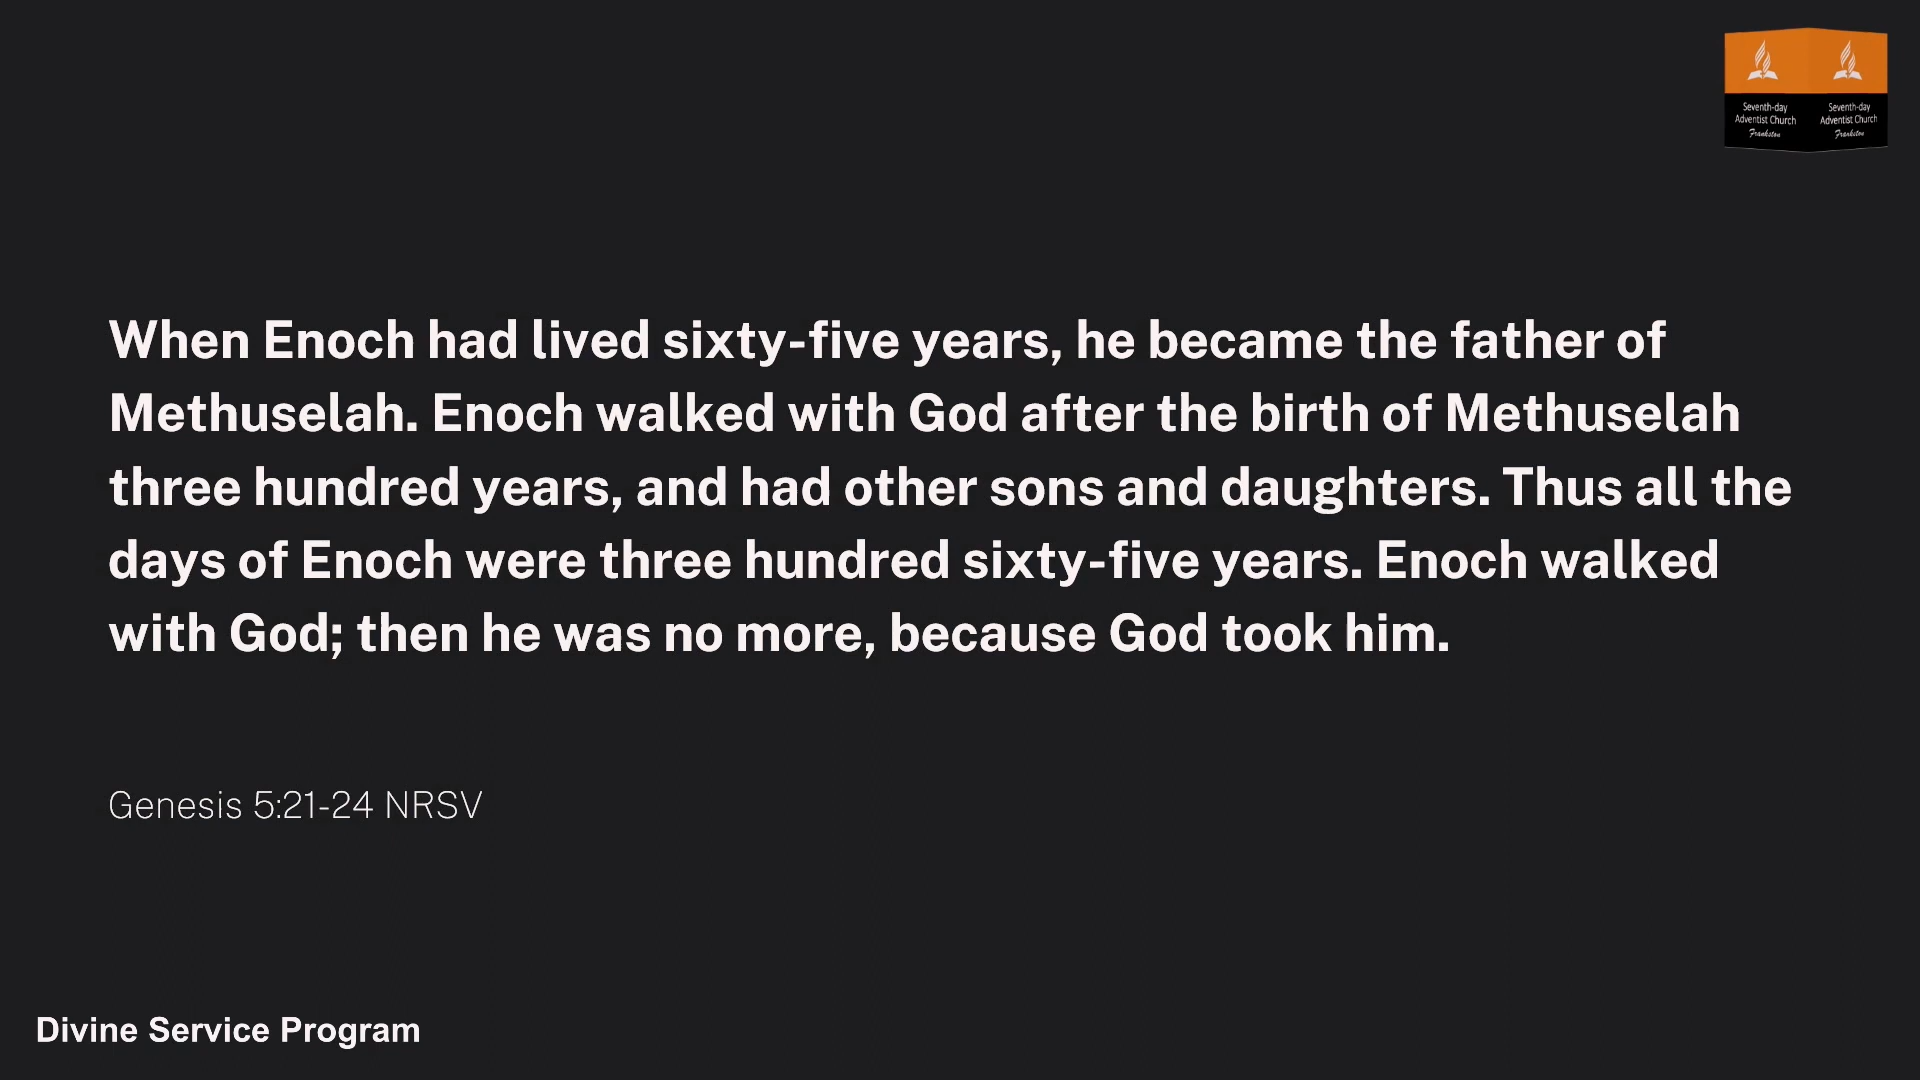 Seventh-day
Adventist Church
Frankston
Seventh-day
Adventist Church
Frankston
When Enoch had lived sixty-five years, he became the father of
Methuselah. Enoch walked with God after the birth of Methuselah
three hundred years, and had other sons and daughters. Thus all the
days of Enoch were three hundred sixty-five years. Enoch walked
with God; then he was no more, because God took him.
Genesis 5:21-24 NRSV
Divine Service Program